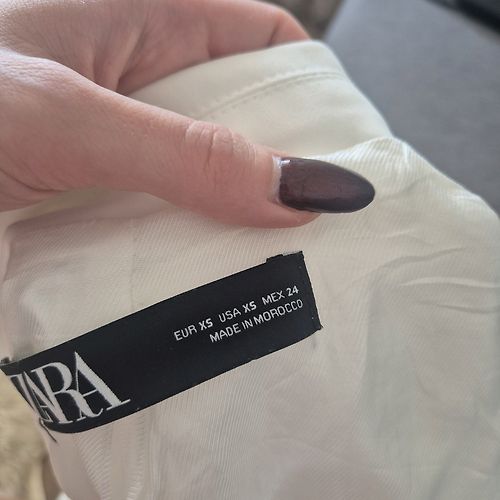 ZARA
EUR XS USA XS MEX 24
MADE IN MOROCCO